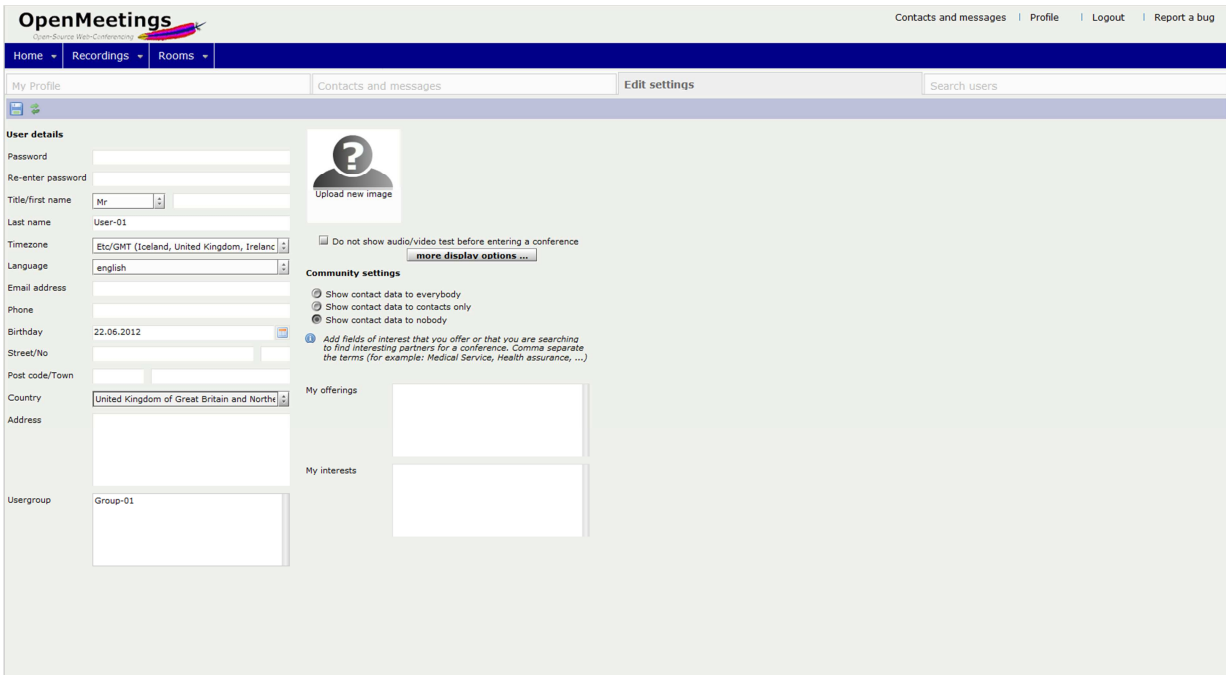 OpenMeetings
Open-Source Web-Conferencing
Contacts and messages | Profile | Logout | Report a bug
Home Recordings Rooms
My Profile Contacts and messages Edit settings Search users
User details
Password
Re-enter password
Title/first name Mr
Last name User-01
Timezone Etc/GMT (Iceland, United Kingdom, Irelanc
Language english
Email address
Phone
Birthday 22.06.2012
Street/No
Post code/Town
Country United Kingdom of Great Britain and Northe
Address
Usergroup Group-01
Upload new image
Do not show audio/video test before entering a conference
more display options ...
Community settings
Show contact data to everybody
Show contact data to contacts only
Show contact data to nobody
Add fields of interest that you offer or that you are searching
to find interesting partners for a conference. Comma separate
the terms (for example: Medical Service, Health assurance, ...)
My offerings
My interests